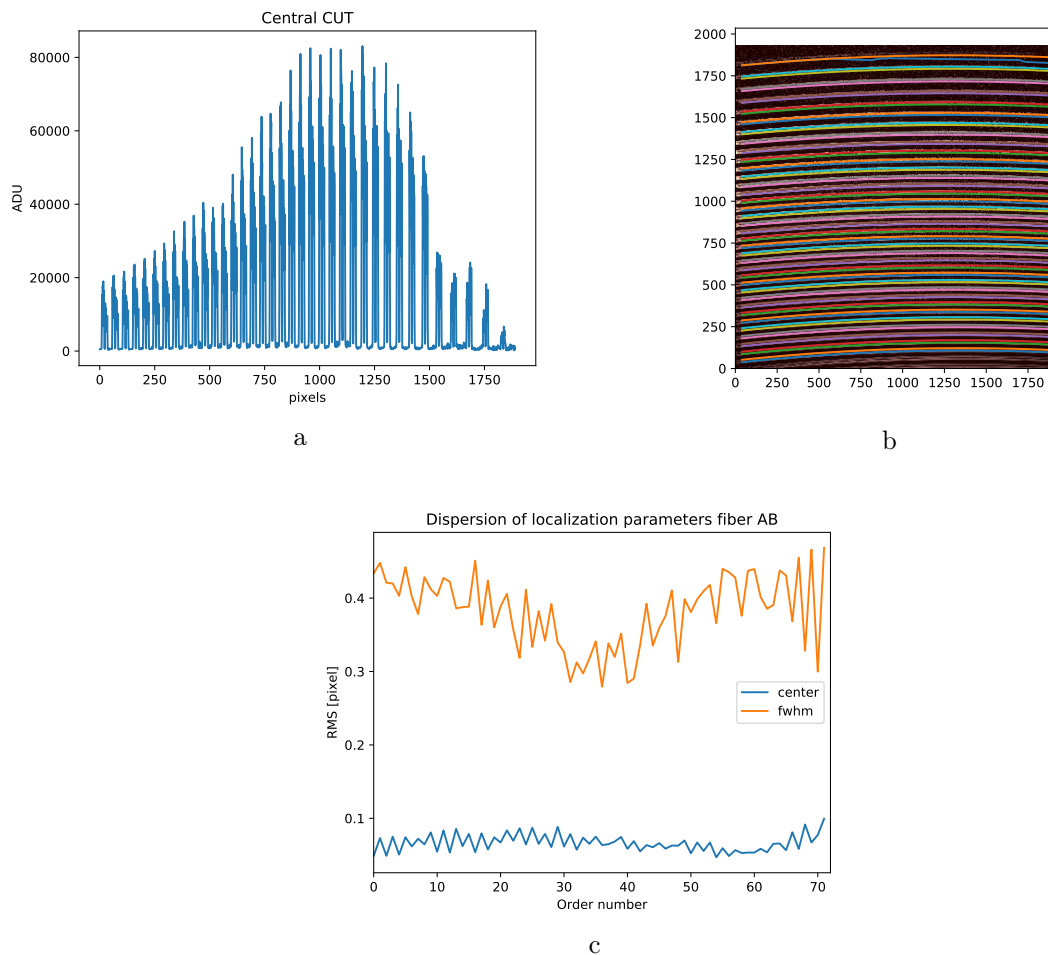 Central CUT
80000
60000
40000
20000
0
ADU
0 250 500 750 1000 1250 1500 1750
pixels
a
2000
1750
1500
1250
1000
750
500
250
0
0 250 500 750 1000 1250 1500 1750
b
Dispersion of localization parameters fiber AB
0.4
0.3
0.2
0.1
RMS [pixel]
center
fwhm
0 10 20 30 40 50 60 70
Order number
c